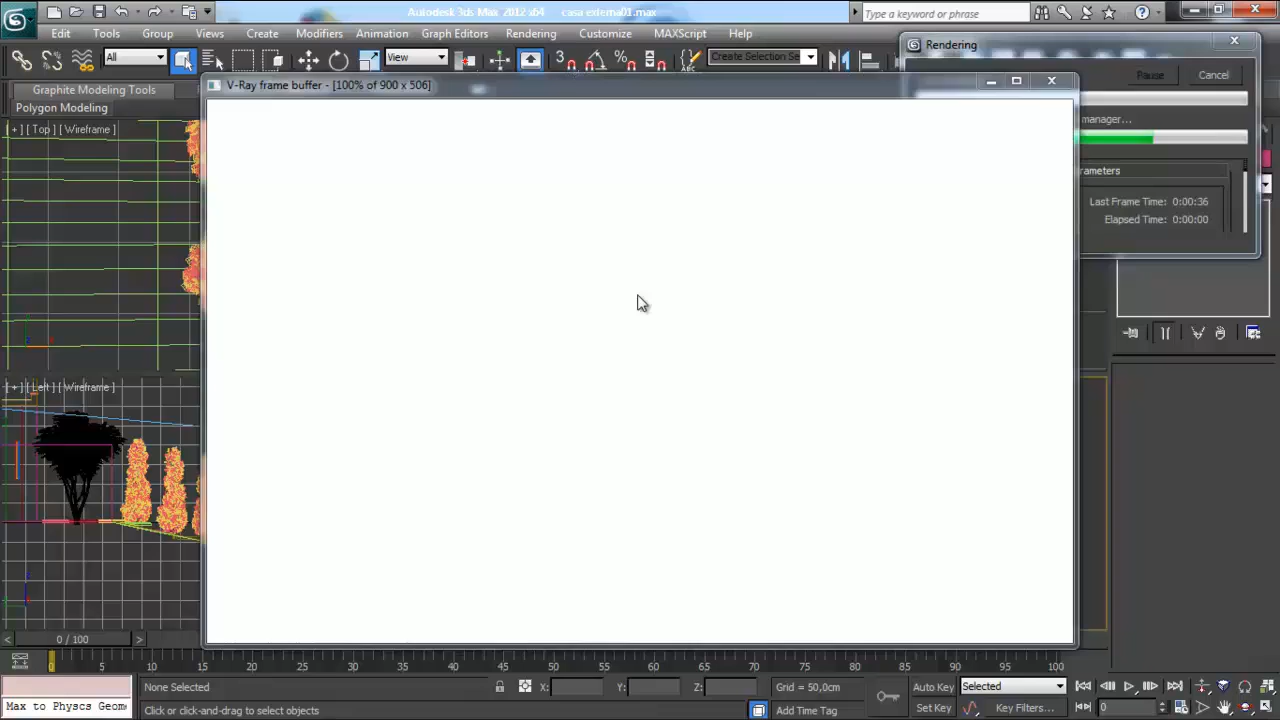 Autodesk 3ds Max 2012 x64 casa externa01.max
Type a keyword or phrase
Edit Tools Group Views Create Modifiers Animation Graph Editors Rendering Customize MAXScript Help
All
View
3
Create Selection Se
Rendering
Graphite Modeling Tools
Polygon Modeling
V-Ray frame buffer - [100% of 900 x 506]
Pause
Cancel
manager...
[ + ] [ Top ] [ Wireframe ]
rameters
Last Frame Time: 0:00:36
Elapsed Time: 0:00:00
[ + ] [ Left ] [ Wireframe ]
< 0 / 100 >
0 5 10 15 20 25 30 35 40 45 50 55 60 65 70 75 80 85 90 95 100
None Selected
X:
Y:
Z:
Grid = 50,0cm
Auto Key
Selected
Max to Physcs Geome
Click or click-and-drag to select objects
Add Time Tag
Set Key
Key Filters...
0